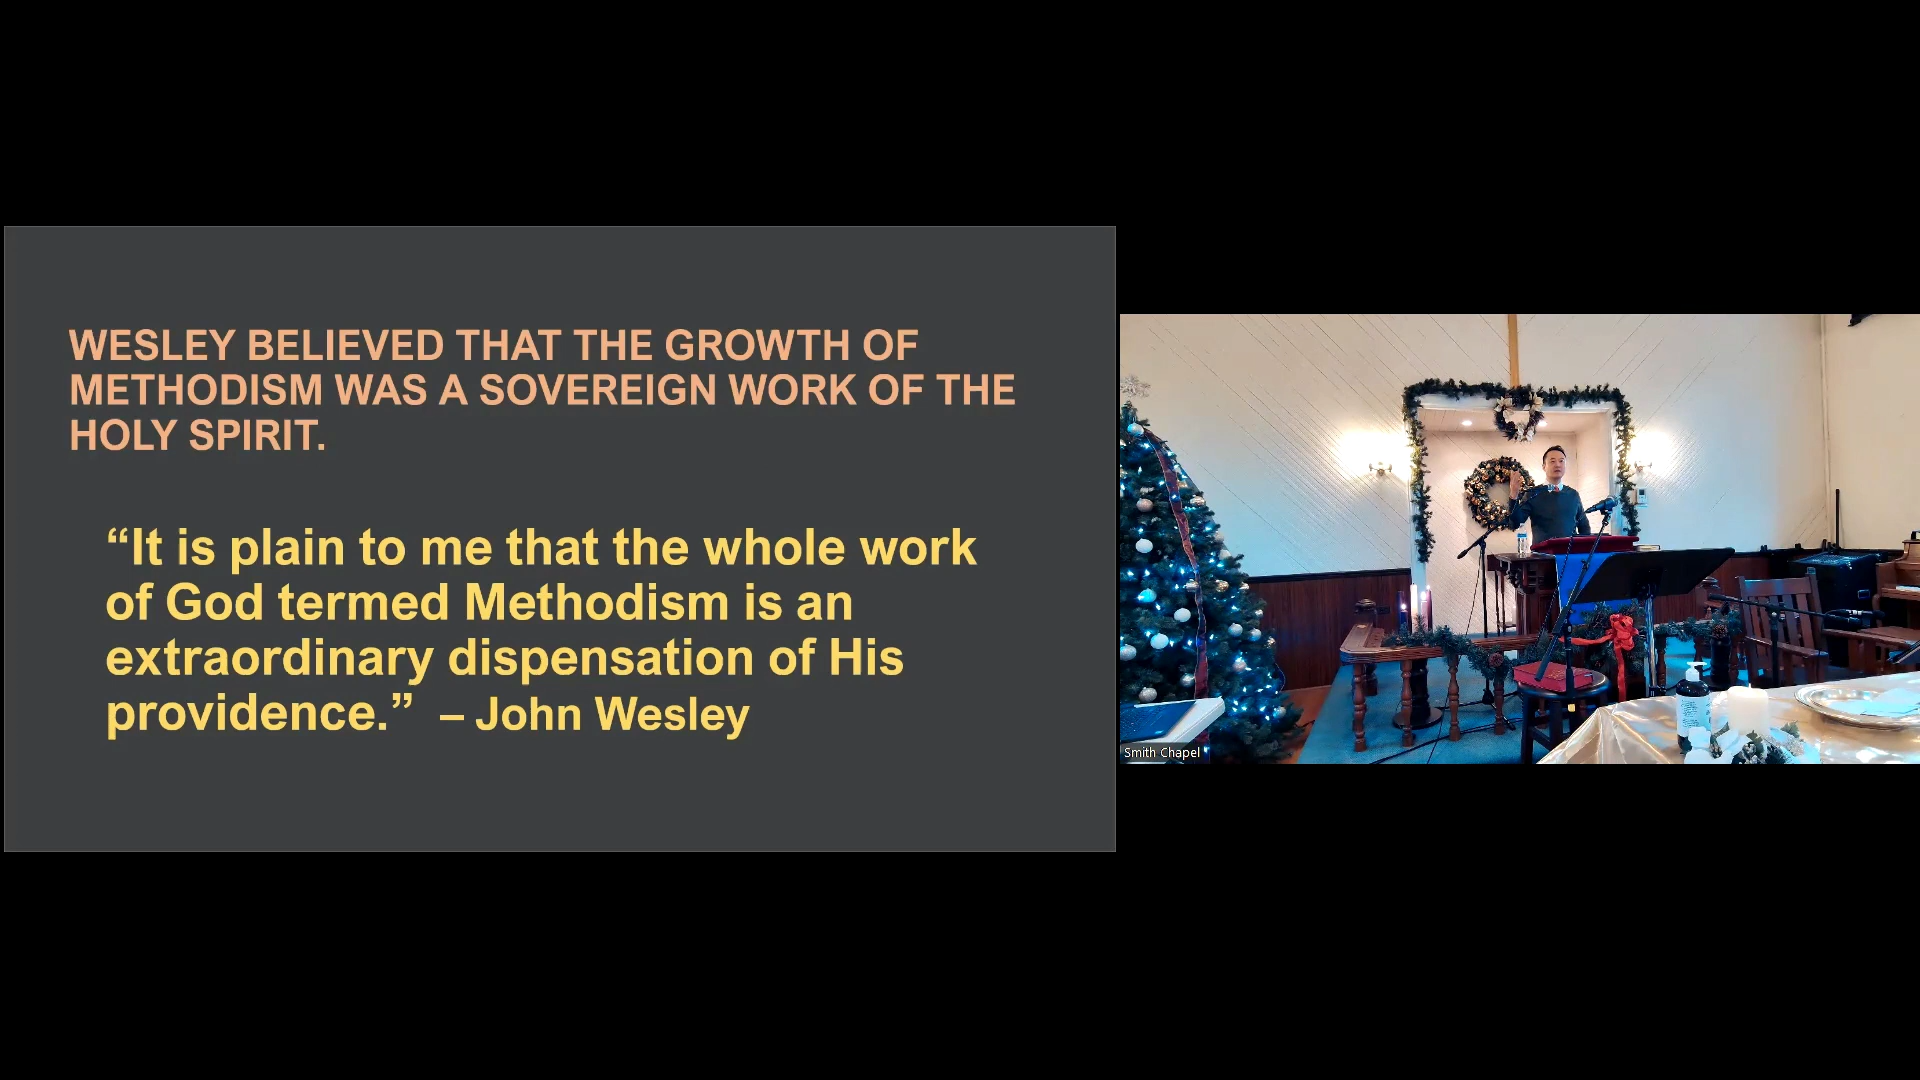 WESLEY BELIEVED THAT THE GROWTH OF
METHODISM WAS A SOVEREIGN WORK OF THE
HOLY SPIRIT.
“It is plain to me that the whole work
of God termed Methodism is an
extraordinary dispensation of His
providence.” – John Wesley
Smith Chapel